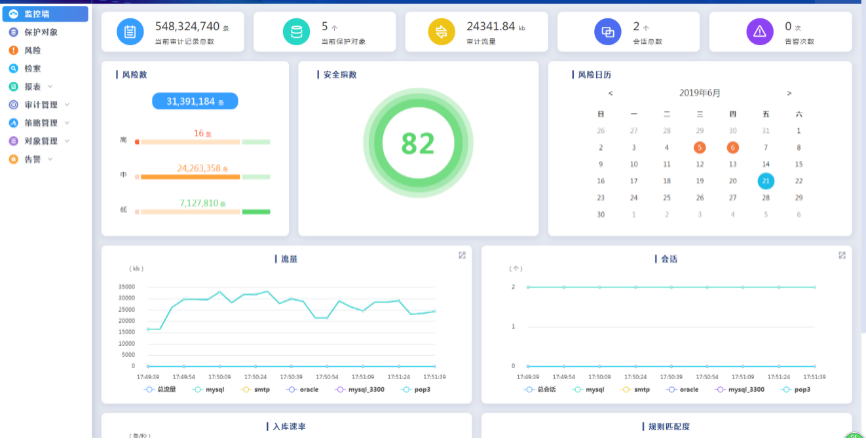 监控墙
保护对象
风险
检索
报表
审计管理
策略管理
对象管理
告警
548,324,740 条
当前审计记录总数
5 个
当前保护对象
24341.84 kb
审计流量
2 个
会话总数
0 次
告警次数
风险数
31,391,184 条
高
16 条
中
24,263,358 条
低
7,127,810 条
安全指数
82
风险日历
< 2019年6月 >
日 一 二 三 四 五 六
26 27 28 29 30 31 1
2 3 4 5 6 7 8
9 10 11 12 13 14 15
16 17 18 19 20 21 22
23 24 25 26 27 28 29
30 1 2 3 4 5 6
流量
(kb)
35000
30000
25000
20000
15000
10000
5000
0
17:49:39 17:49:54 17:50:09 17:50:24 17:50:39 17:50:54 17:51:09 17:51:24 17:51:39
总流量 mysql smtp oracle mysql_3300 pop3
会话
(个)
2
1
0
17:49:39 17:49:54 17:50:09 17:50:24 17:50:39 17:50:54 17:51:09 17:51:24 17:51:39
总会话 mysql smtp oracle mysql_3300 pop3
入库速率
(条/秒)
规则匹配度